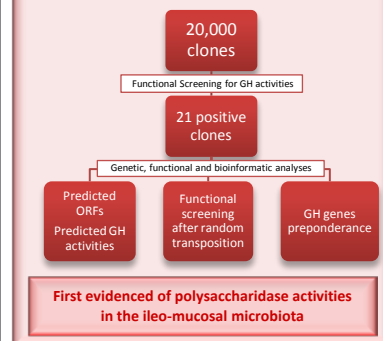 20,000
clones
Functional Screening for GH activities
21 positive
clones
Genetic, functional and bioinformatic analyses
Predicted
ORFs
Predicted GH
activities
Functional
screening
after random
transposition
GH genes
preponderance
First evidenced of polysaccharidase activities
in the ileo-mucosal microbiota